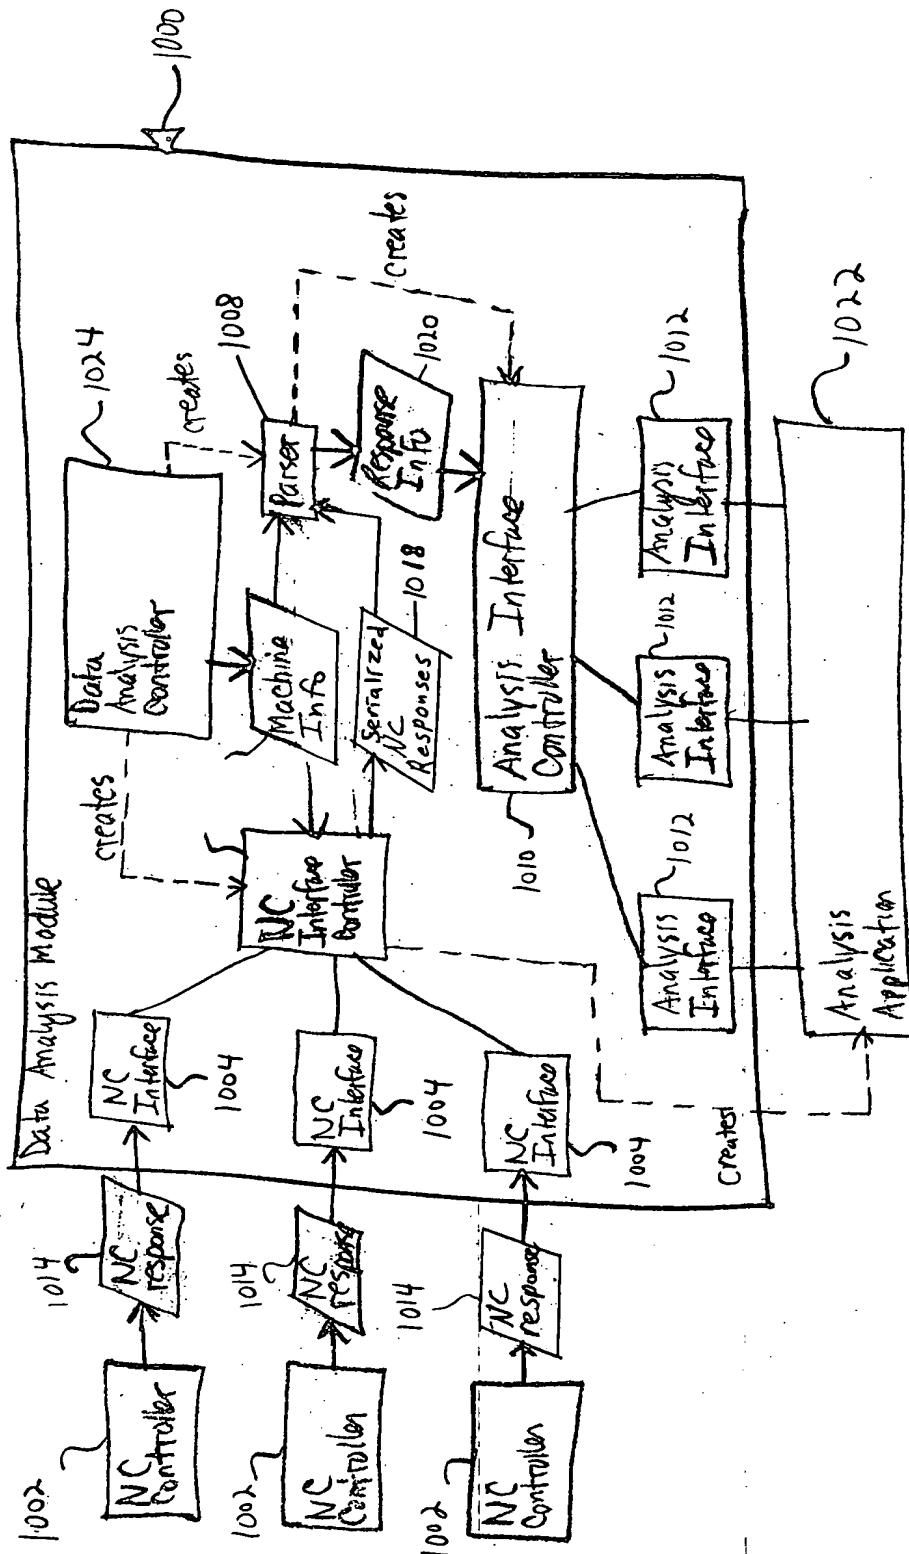 1000
Data Analysis Module
1024
Data
Analysis
Controller
creates
creates
1008
Parser
creates
Machine
Info
Response
Info
1020
Serialized
NC
Responses
1018
NC
Interface
Controller
1002
NC
Controller
1014
NC
response
NC
Interface
1004
1002
NC
Controller
1014
NC
response
NC
Interface
1004
1002
NC
Controller
1014
NC
response
NC
Interface
1004
Analysis Interface
Controller
1010
Analysis
Interface
1012
Analysis
Interface
1012
Analysis
Interface
1012
creates
Analysis
Application
1022